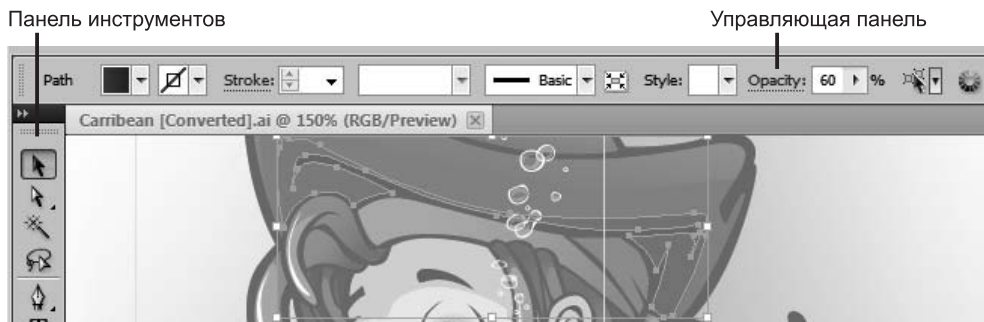 Панель инструментов Управляющая панель
Path Stroke: Basic Style: Opacity: 60 %
Carribean [Converted].ai @ 150% (RGB/Preview)